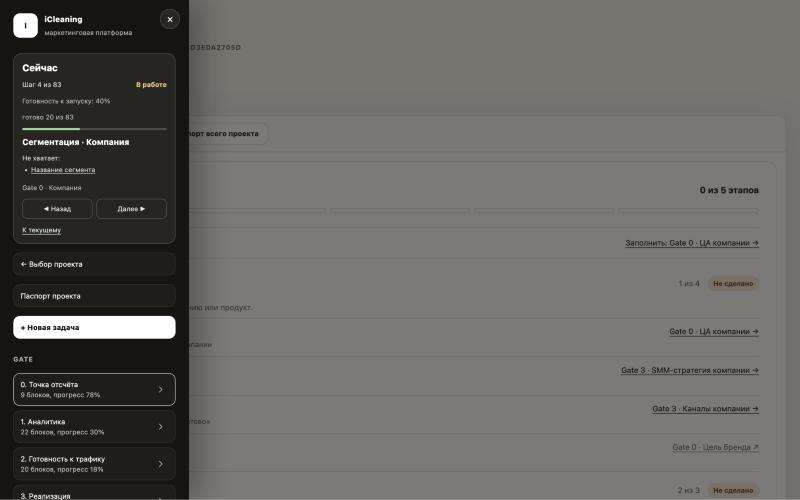 I
iCleaning
маркетинговая платформа
×
Сейчас
Шаг 4 из 83
В работе
Готовность к запуску: 40%
готово 20 из 83
Сегментация · Компания
Не хватает:
• Название сегмента
Gate 0 · Компания
◀ Назад
Далее ▶
К текущему
← Выбор проекта
Паспорт проекта
+ Новая задача
GATE
0. Точка отсчёта
9 блоков, прогресс 78%
1. Аналитика
22 блоков, прогресс 30%
2. Готовность к трафику
20 блоков, прогресс 18%
3. Реализация
D3EDA2705D
порт всего проекта
0 из 5 этапов
Заполнить: Gate 0 · ЦА компании →
1 из 4
Не сделано
нию или продукт.
Gate 0 · ЦА компании →
мпании
Gate 3 · SMM-стратегия компании →
Gate 3 · Каналы компании →
тово»
Gate 0 · Цель бренда ↗
2 из 3
Не сделано